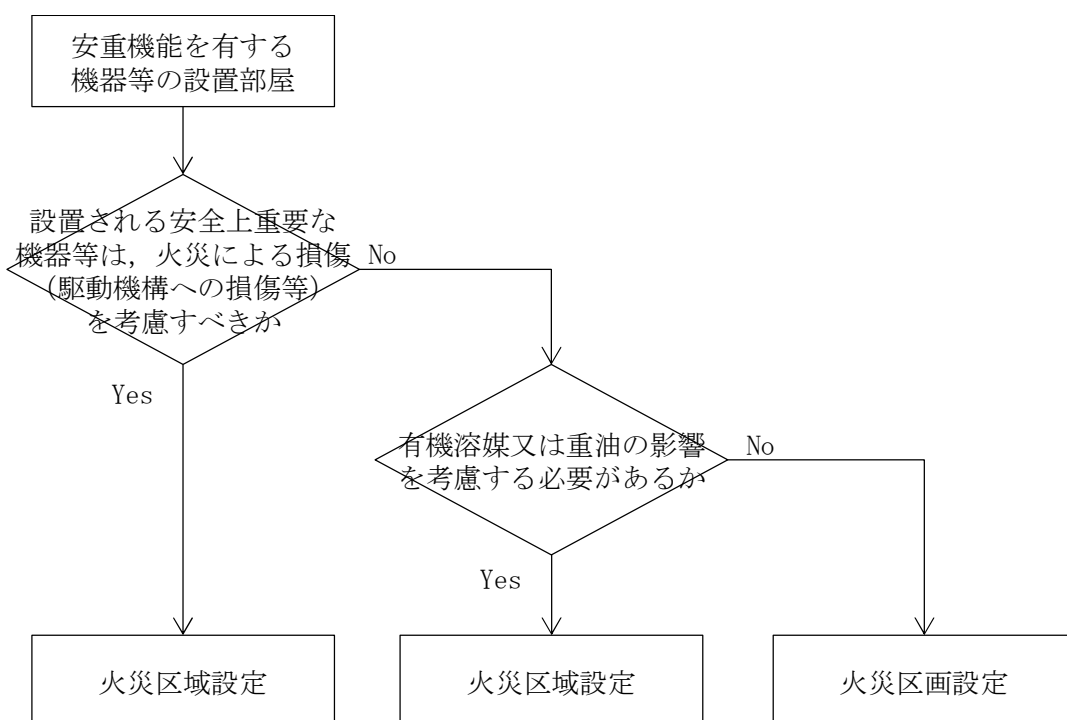 安重機能を有する
機器等の設置部屋
設置される安全上重要な
機器等は，火災による損傷
（駆動機構への損傷等）
を考慮すべきか
No
Yes
有機溶媒又は重油の影響
を考慮する必要があるか
No
Yes
火災区域設定
火災区域設定
火災区画設定